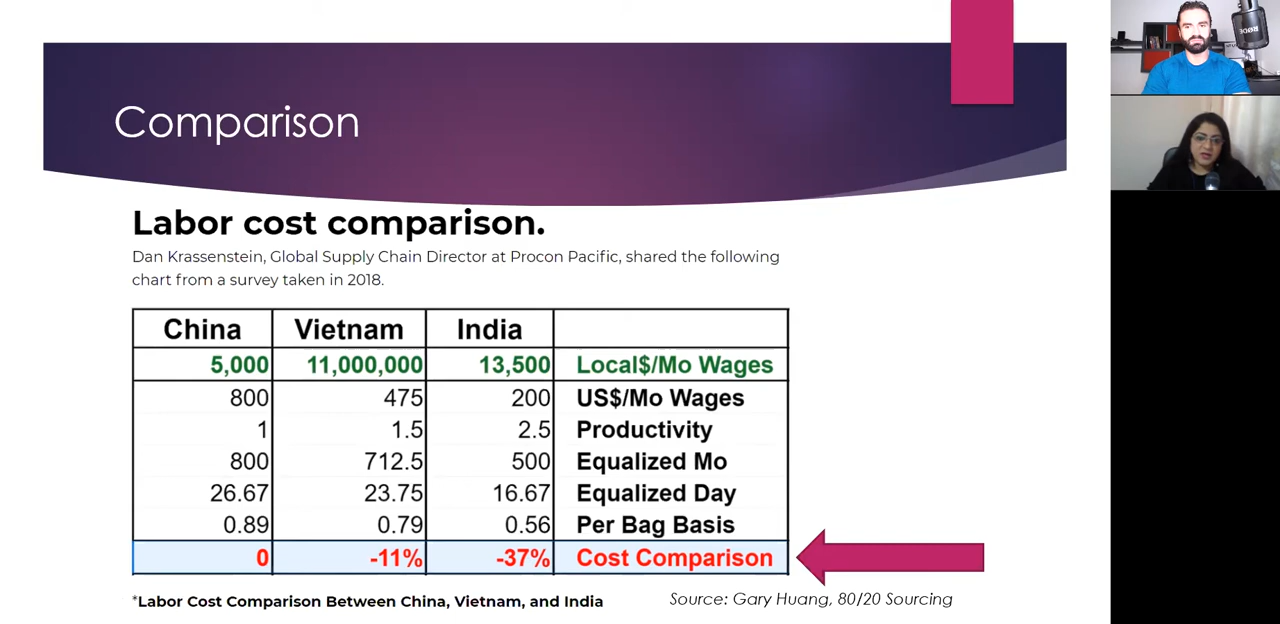 Comparison
Labor cost comparison.
Dan Krassenstein, Global Supply Chain Director at Procon Pacific, shared the following
chart from a survey taken in 2018.
China Vietnam India
5,000 11,000,000 13,500 Local$/Mo Wages
800 475 200 US$/Mo Wages
1 1.5 2.5 Productivity
800 712.5 500 Equalized Mo
26.67 23.75 16.67 Equalized Day
0.89 0.79 0.56 Per Bag Basis
0 -11% -37% Cost Comparison
*Labor Cost Comparison Between China, Vietnam, and India
Source: Gary Huang, 80/20 Sourcing
RØDE